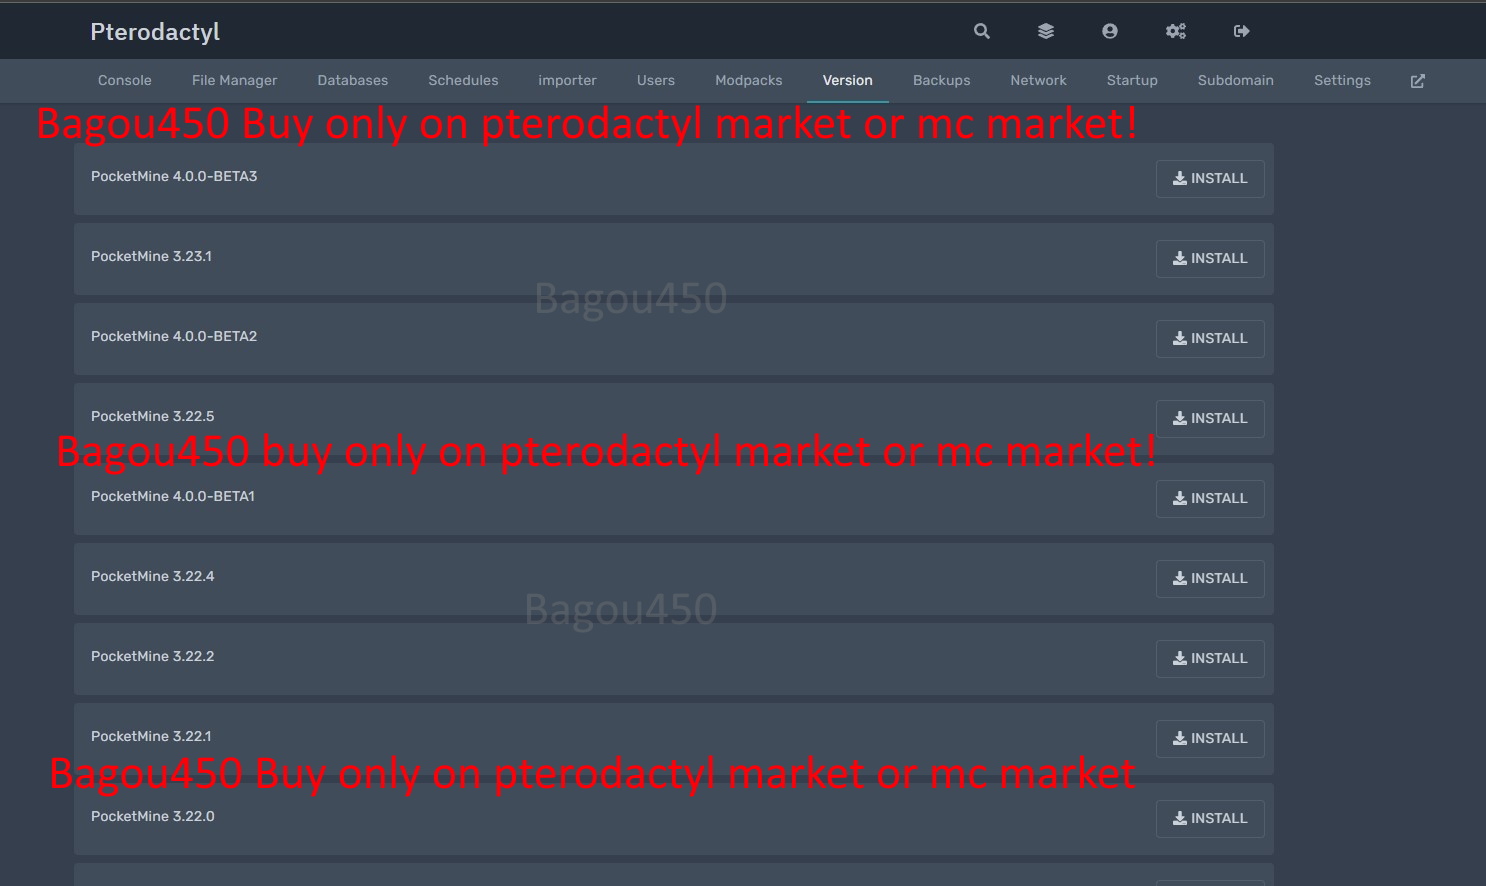 Pterodactyl
Console File Manager Databases Schedules importer Users Modpacks Version Backups Network Startup Subdomain Settings
Bagou450 Buy only on pterodactyl market or mc market!
PocketMine 4.0.0-BETA3 INSTALL
PocketMine 3.23.1 INSTALL
Bagou450
PocketMine 4.0.0-BETA2 INSTALL
PocketMine 3.22.5 INSTALL
Bagou450 buy only on pterodactyl market or mc market!
PocketMine 4.0.0-BETA1 INSTALL
PocketMine 3.22.4 INSTALL
Bagou450
PocketMine 3.22.2 INSTALL
PocketMine 3.22.1 INSTALL
Bagou450 Buy only on pterodactyl market or mc market
PocketMine 3.22.0 INSTALL